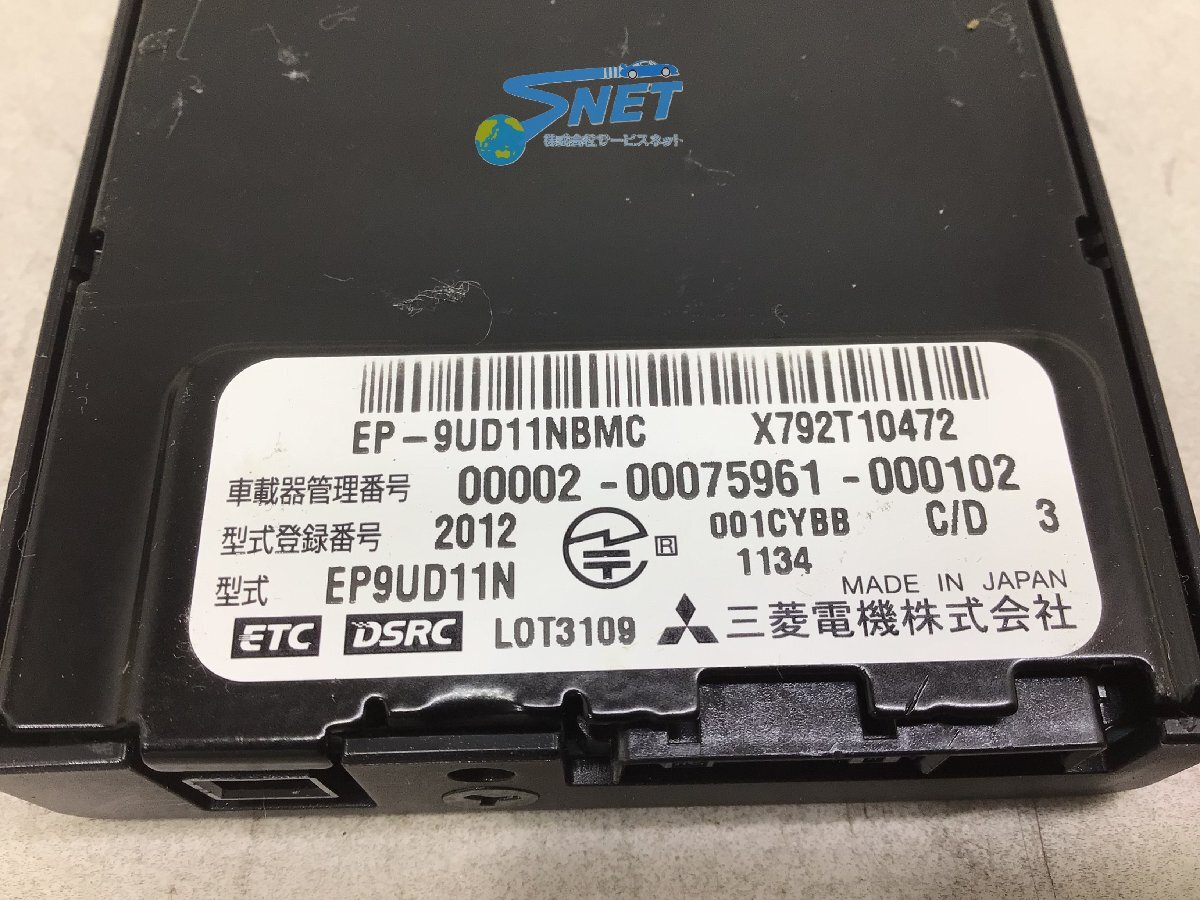 SNET
株式会社サービスネット
EP-9UD11NBMC X792T10472
車載器管理番号 00002-00075961-000102
型式登録番号 2012 R 001CYBB C/D 3
1134
型式 EP9UD11N MADE IN JAPAN
ETC DSRC LOT3109 三菱電機株式会社